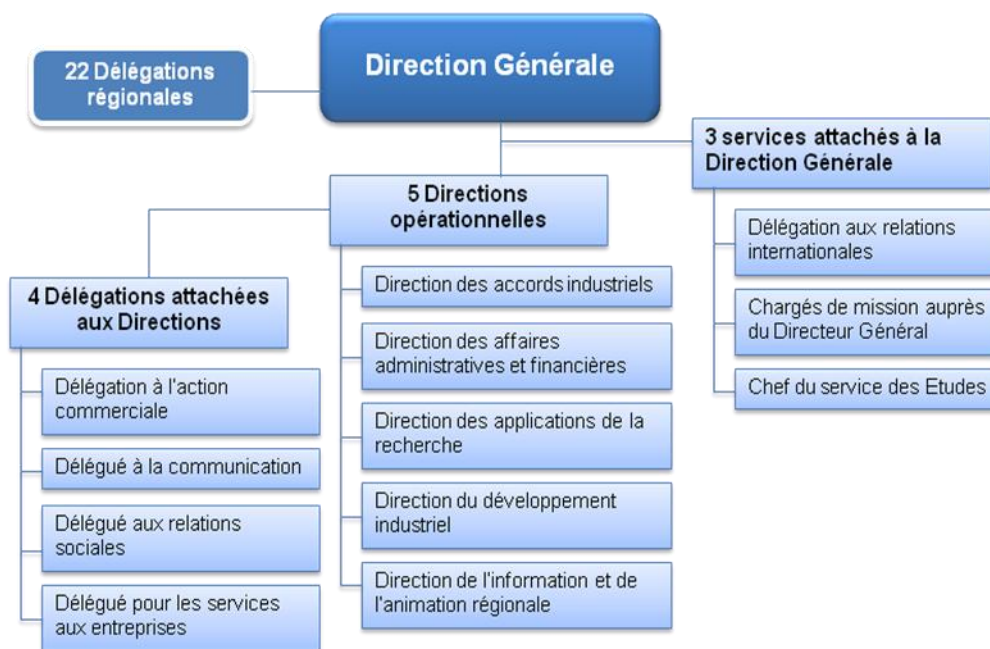 Direction Générale
22 Délégations
régionales
3 services attachés à la
Direction Générale
Délégation aux relations
internationales
Chargés de mission auprès
du Directeur Général
Chef du service des Etudes
5 Directions
opérationnelles
Direction des accords industriels
Direction des affaires
administratives et financières
Direction des applications de la
recherche
Direction du développement
industriel
Direction de l'information et de
l'animation régionale
4 Délégations attachées
aux Directions
Délégation à l'action
commerciale
Délégué à la communication
Délégué aux relations
sociales
Délégué pour les services
aux entreprises